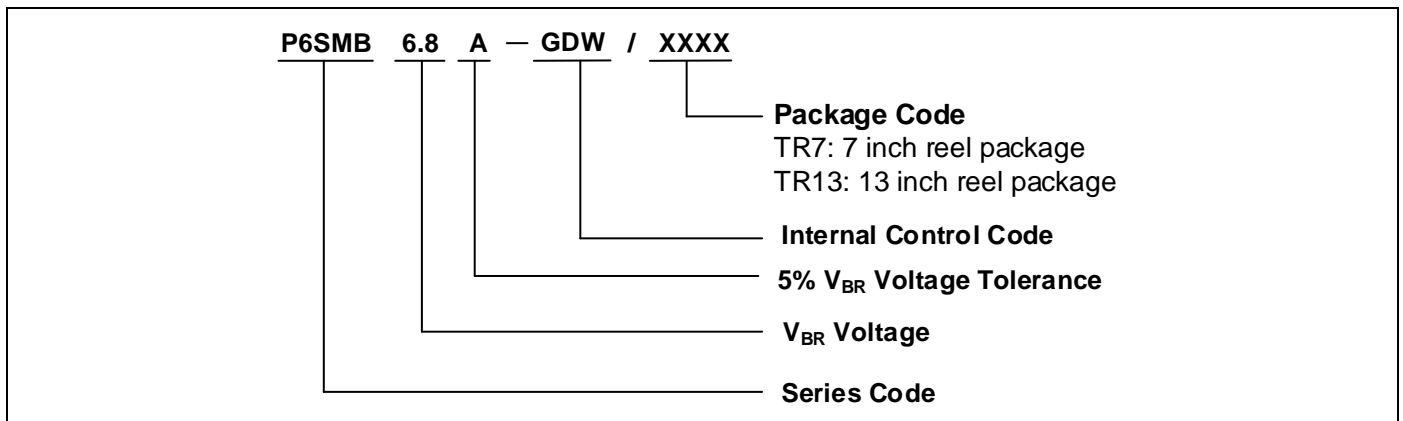 P6SMB 6.8 A — GDW / XXXX
Package Code
TR7: 7 inch reel package
TR13: 13 inch reel package
Internal Control Code
5% VBR Voltage Tolerance
VBR Voltage
Series Code